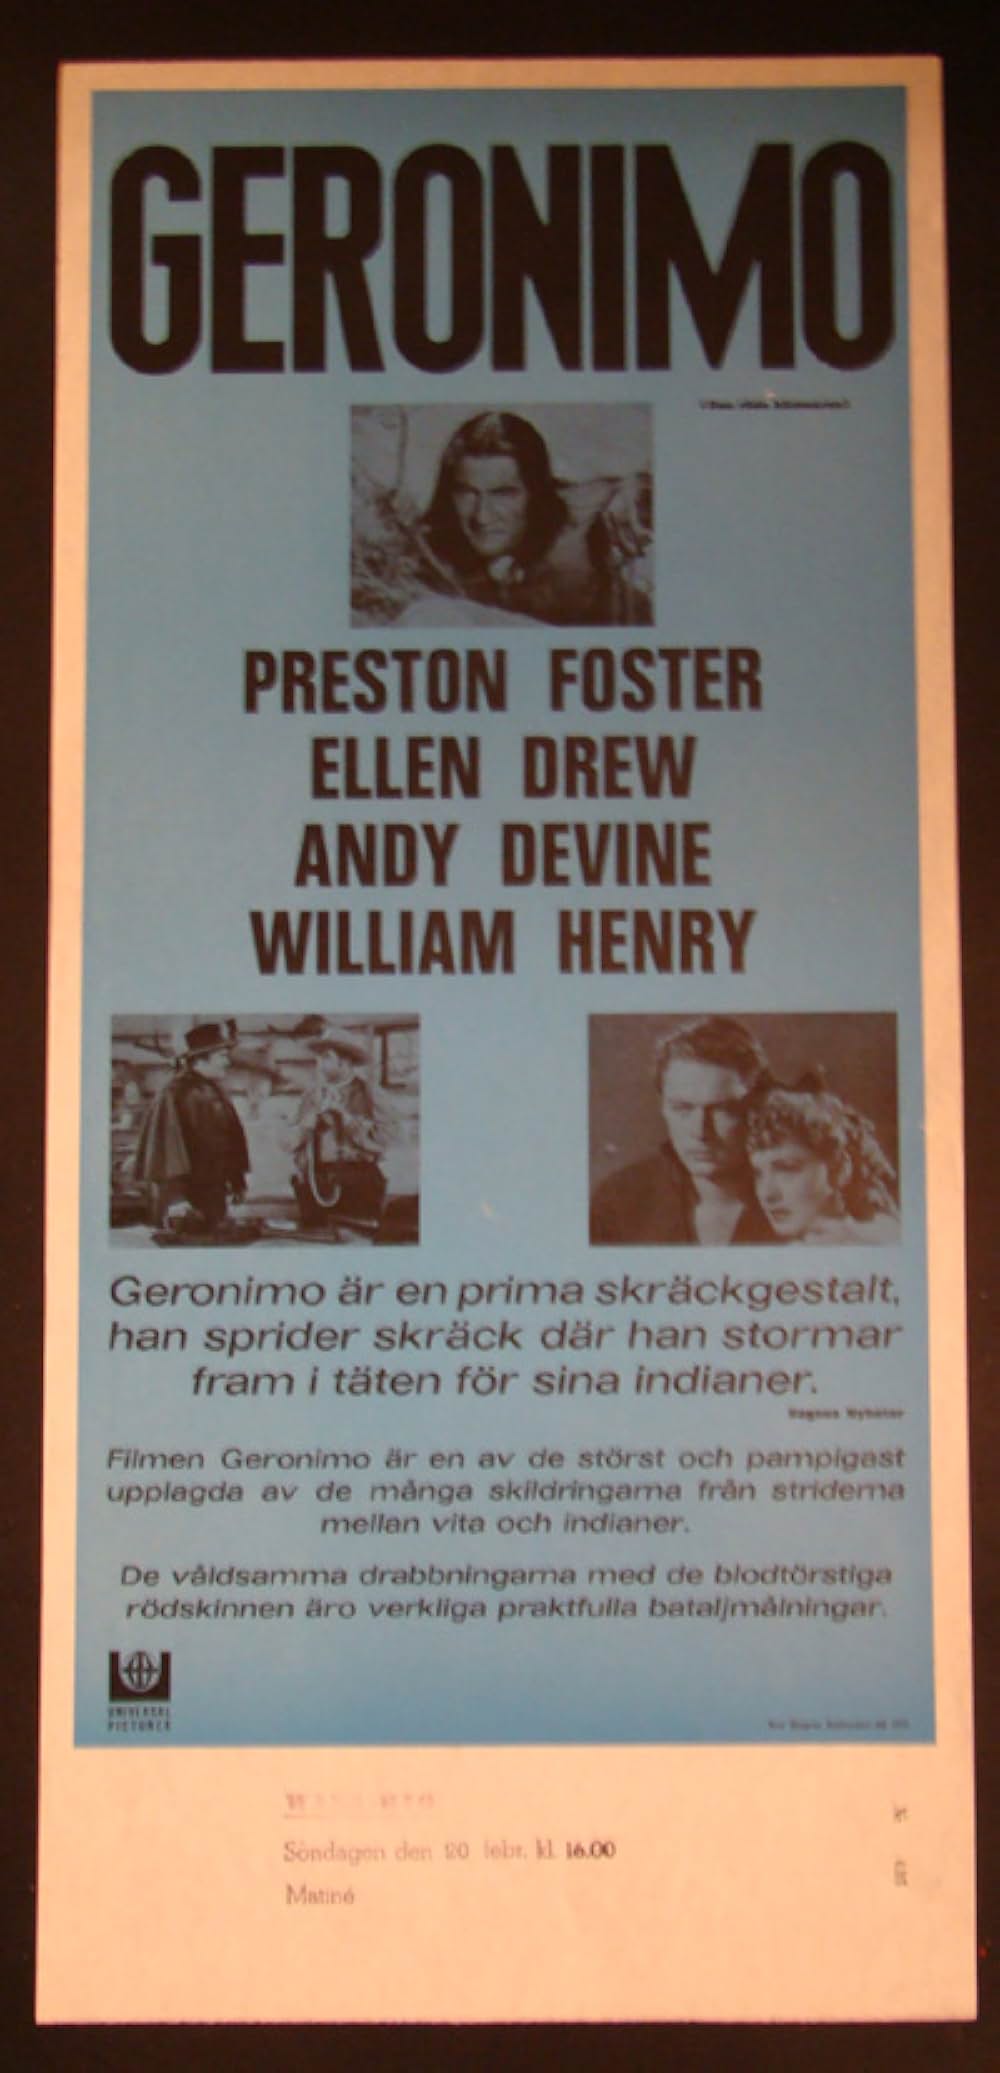 GERONIMO
PRESTON FOSTER
ELLEN DREW
ANDY DEVINE
WILLIAM HENRY
Geronimo är en prima skräckgestalt,
han sprider skräck där han stormar
fram i täten för sina indianer.
Dagens Nyheter
Filmen Geronimo är en av de störst och pampigast
upplagda av de många skildringarna från striderna
mellan vita och indianer.
De våldsamma drabbningarna med de blodtörstiga
rödskinnen äro verkliga praktfulla bataljmålningar.
UNIVERSAL
PICTURES
Söndagen den 20 febr. kl. 16.00
Matiné